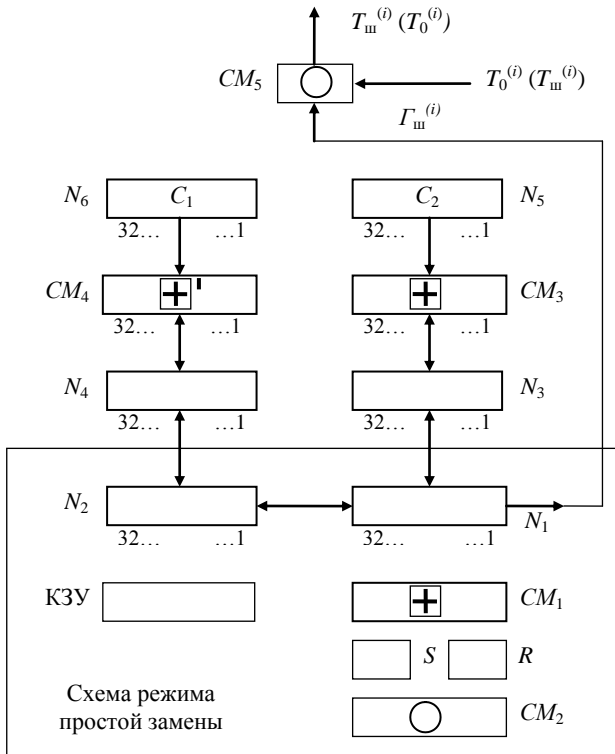 Tш(i) (T0(i))
CM5
T0(i) (Tш(i))
Гш(i)
N6 C1 C2 N5
32… …1 32… …1
CM4 + ' + CM3
32… …1 32… …1
N4 N3
32… …1 32… …1
N2 N1
32… …1 32… …1
КЗУ + CM1
S R
Схема режима
простой замены
CM2